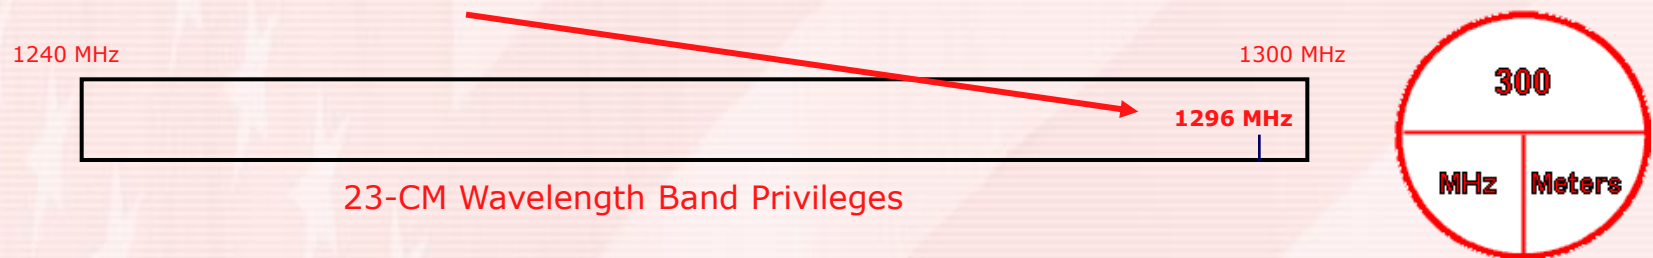 1240 MHz
1300 MHz
1296 MHz
23-CM Wavelength Band Privileges
300
MHz
Meters